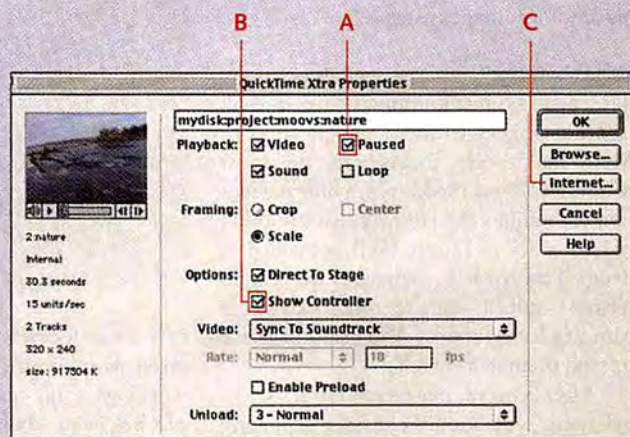 B A C
QuickTime Xtra Properties
mydisk:project:moovs:nature
OK
Playback: Video Paused
Browse...
Sound Loop
Internet...
Framing: Crop Center
Cancel
Scale
Help
2:nature
Internal
30.3 seconds
15 units/sec
2 Tracks
320 x 240
size: 917504 K
Options: Direct To Stage
Show Controller
Video: Sync To Soundtrack
Rate: Normal 10 fps
Enable Preload
Unload: 3 - Normal